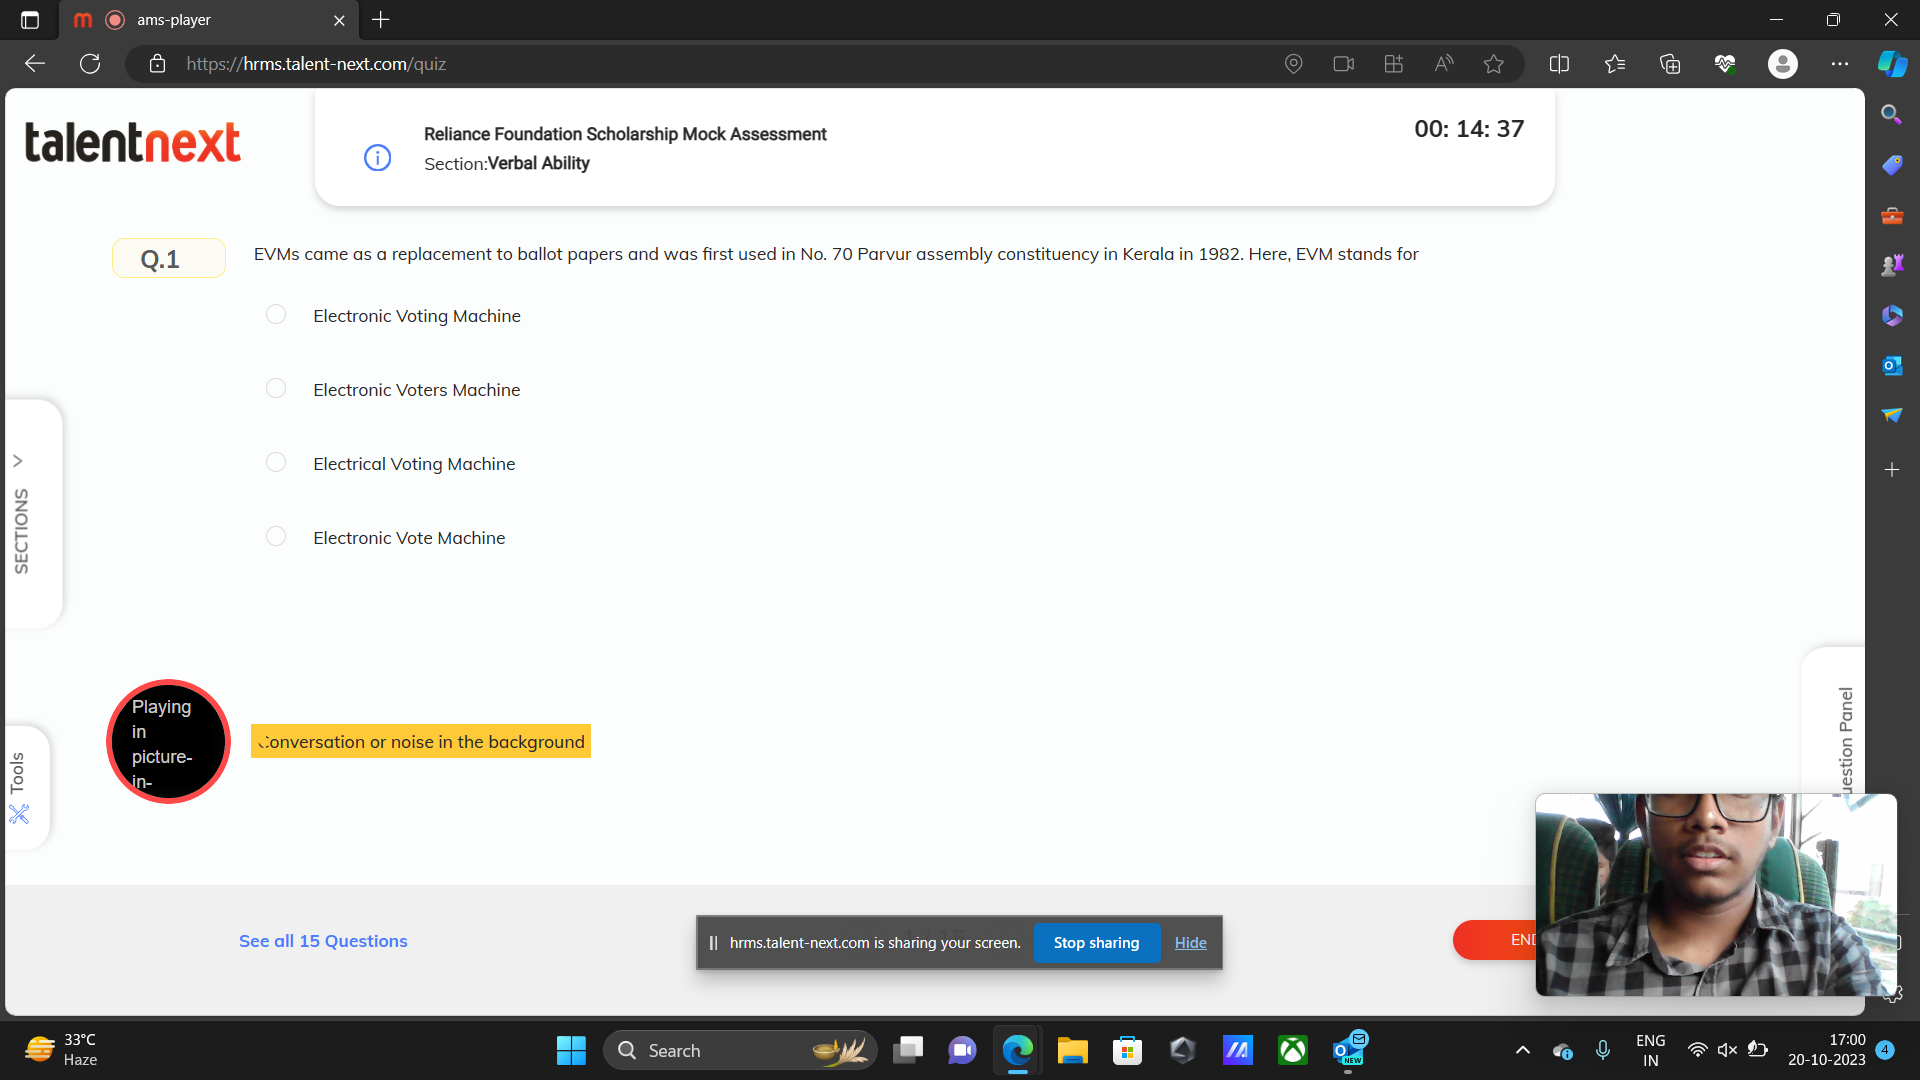 ams-player
https://hrms.talent-next.com/quiz
talentnext
Reliance Foundation Scholarship Mock Assessment
Section:Verbal Ability
00: 14: 37
Q.1
EVMs came as a replacement to ballot papers and was first used in No. 70 Parvur assembly constituency in Kerala in 1982. Here, EVM stands for
Electronic Voting Machine
Electronic Voters Machine
Electrical Voting Machine
Electronic Vote Machine
SECTIONS
Tools
Playing
in
picture-
in-
Conversation or noise in the background
uestion Panel
See all 15 Questions
hrms.talent-next.com is sharing your screen.
Stop sharing
Hide
END
33°C
Haze
Search
NEW
ENG
IN
17:00
20-10-2023
4